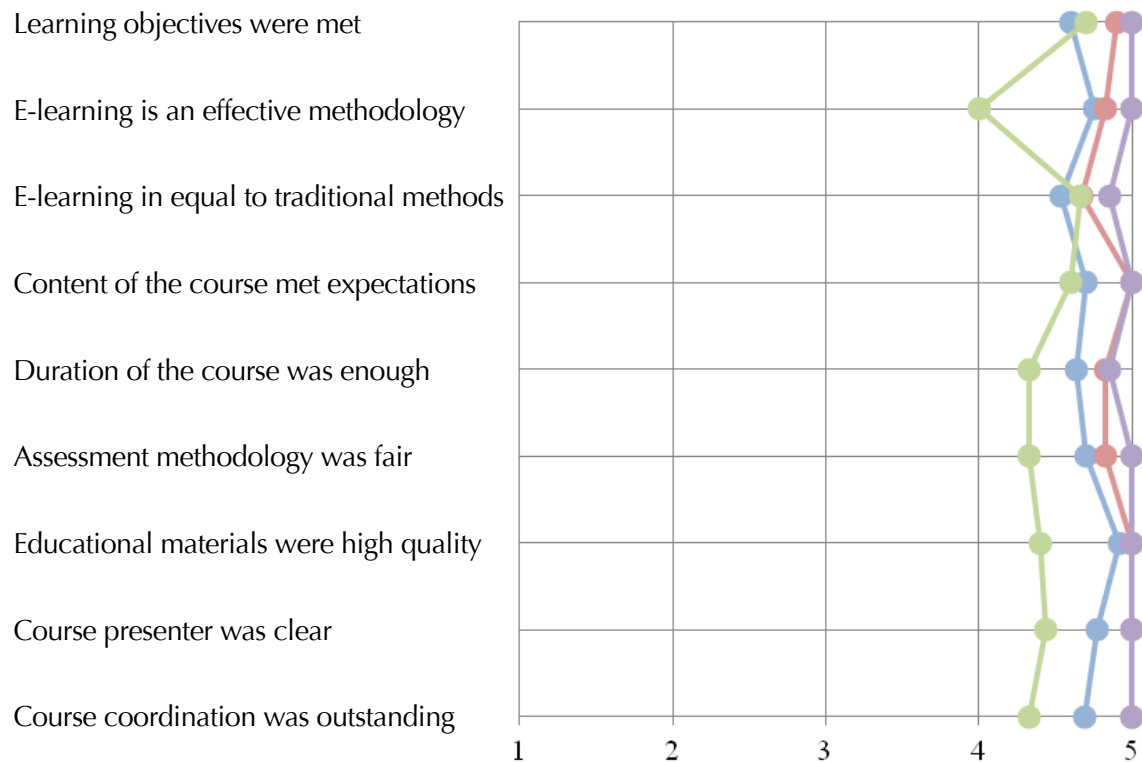 Learning objectives were met
E-learning is an effective methodology
E-learning in equal to traditional methods
Content of the course met expectations
Duration of the course was enough
Assessment methodology was fair
Educational materials were high quality
Course presenter was clear
Course coordination was outstanding
1 2 3 4 5